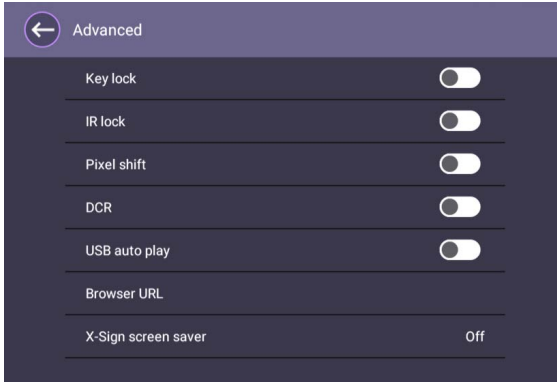 Advanced
Key lock
IR lock
Pixel shift
DCR
USB auto play
Browser URL
X-Sign screen saver Off